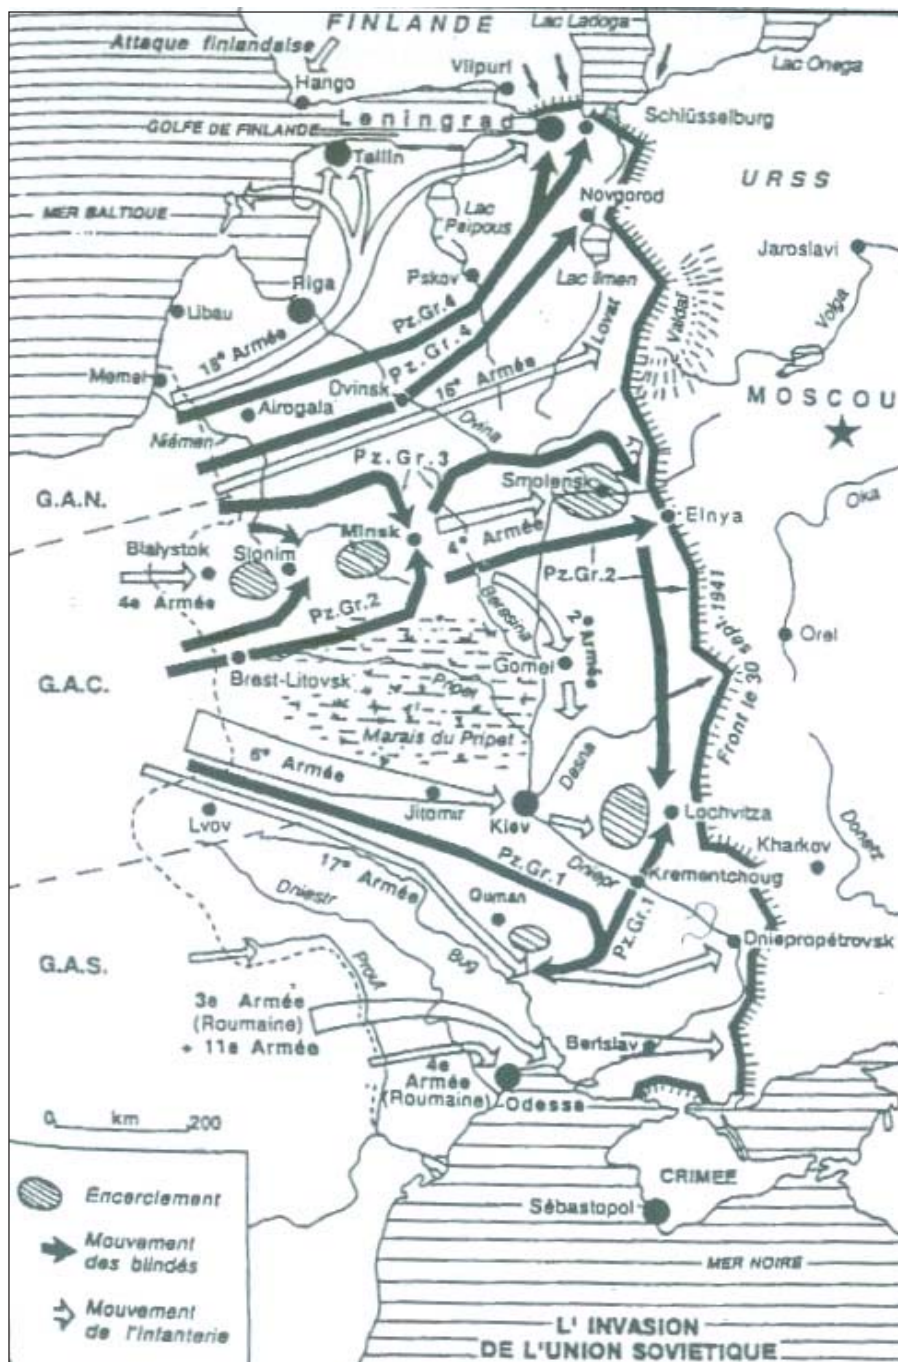 FINLANDE
Lac Ladoga
Attaque finlandaise
Lac Onega
Viipuri
Hango
Schlüsselburg
Leningrad
GOLFE DE FINLANDE
Tallin
URSS
Novgorod
MER BALTIQUE
Lac
Peipous
Jaroslavl
Pskov
Lac Ilmen
Riga
Volga
Libau
Valdaï
Pz.Gr.4
Lovat
18e Armée
Pz.Gr.4
Memel
Dvinsk
16e Armée
MOSCOU
Airogala
Dvina
Niémen
Pz.Gr.3
Smolensk
G.A.N.
Oka
Elnya
Minsk
4e Armée
Bialystok
Slonim
Pz.Gr.2
4e Armée
Pz.Gr.2
Beresina
2e Armée
Front le 30 sept. 1941
Orel
Gomel
G.A.C.
Brest-Litovsk
Pripet
Marais du Pripet
Desna
6e Armée
Jitomir
Kiev
Lochvitza
Lvov
Donetz
Kharkov
17e Armée
Pz.Gr.1
Dniepr
Krementchoug
Dniestr
Ouman
Pz.Gr.1
Dniepropétrovsk
G.A.S.
Prout
Bug
3e Armée
(Roumaine)
+ 11e Armée
Berislav
4e
Armée
(Roumaine)
Odessa
0 km 200
CRIMEE
Encerclement
Sébastopol
Mouvement
des blindés
MER NOIRE
Mouvement
de l'infanterie
L' INVASION
DE L'UNION SOVIETIQUE